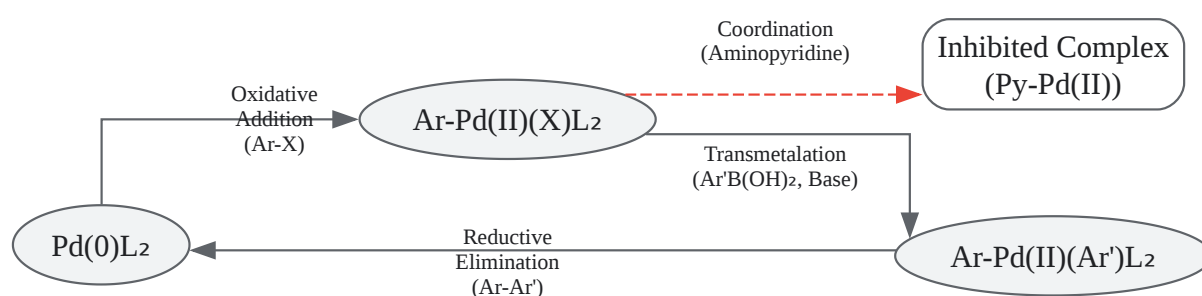 Coordination
(Aminopyridine)
Inhibited Complex
(Py-Pd(II))
Oxidative
Addition
(Ar-X)
Ar-Pd(II)(X)L₂
Transmetalation
(Ar'B(OH)₂, Base)
Pd(0)L₂
Reductive
Elimination
(Ar-Ar')
Ar-Pd(II)(Ar')L₂